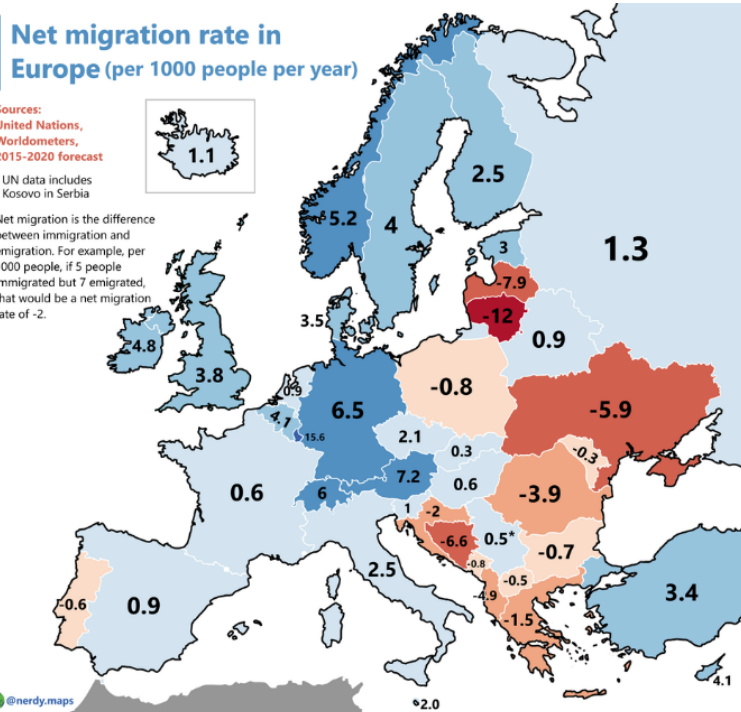 Net migration rate in
Europe (per 1000 people per year)
Sources:
United Nations,
Worldometers,
2015-2020 forecast
UN data includes
Kosovo in Serbia
Net migration is the difference
between immigration and
emigration. For example, per
1000 people, if 5 people
immigrated but 7 emigrated,
that would be a net migration
rate of -2.
1.1
5.2
4
2.5
1.3
3
-7.9
-12
0.9
3.5
4.8
3.8
0.9
4.1
15.6
6.5
-0.8
-5.9
2.1
0.3
-0.3
0.6
6
7.2
0.6
-3.9
1
-2
-6.6
0.5*
-0.7
-0.8
-0.5
-4.9
-1.5
-0.6
0.9
2.5
3.4
4.1
2.0
@nerdy.maps